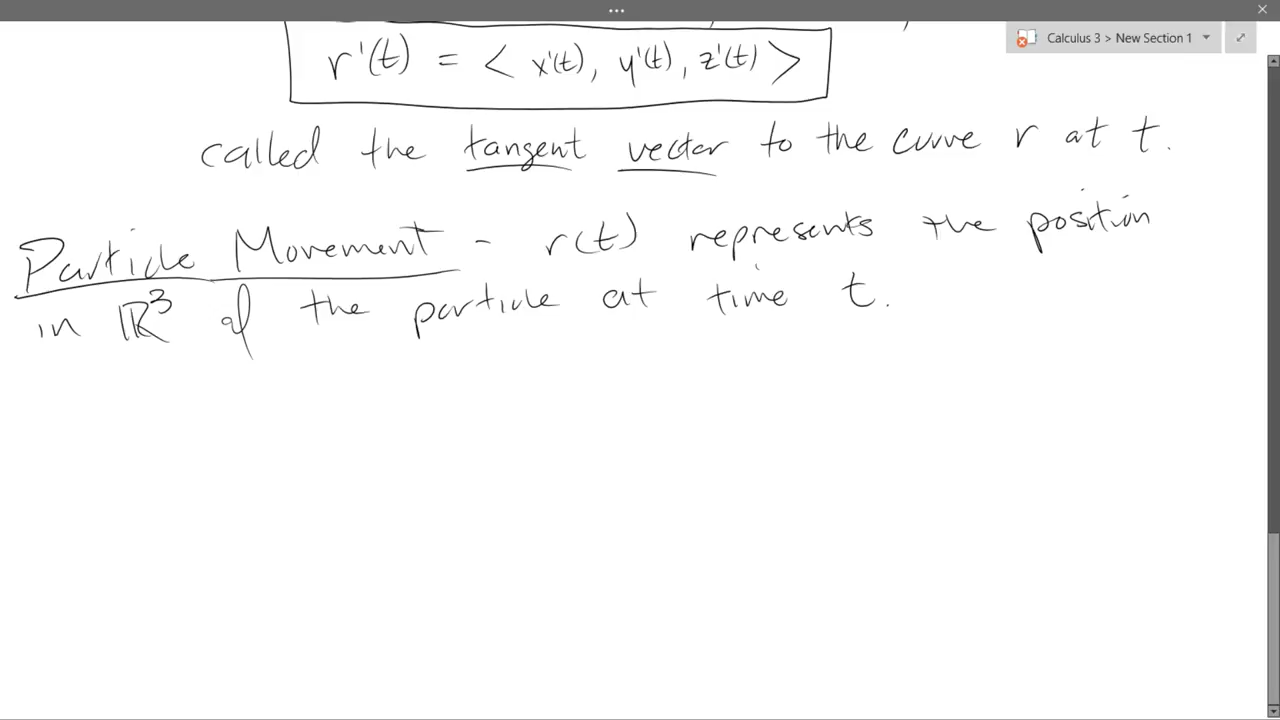 ...
Calculus 3 > New Section 1
r'(t) = < x'(t), y'(t), z'(t) >
called the tangent vector to the curve r at t.
Particle Movement - r(t) represents the position
in ℝ³ of the particle at time t.